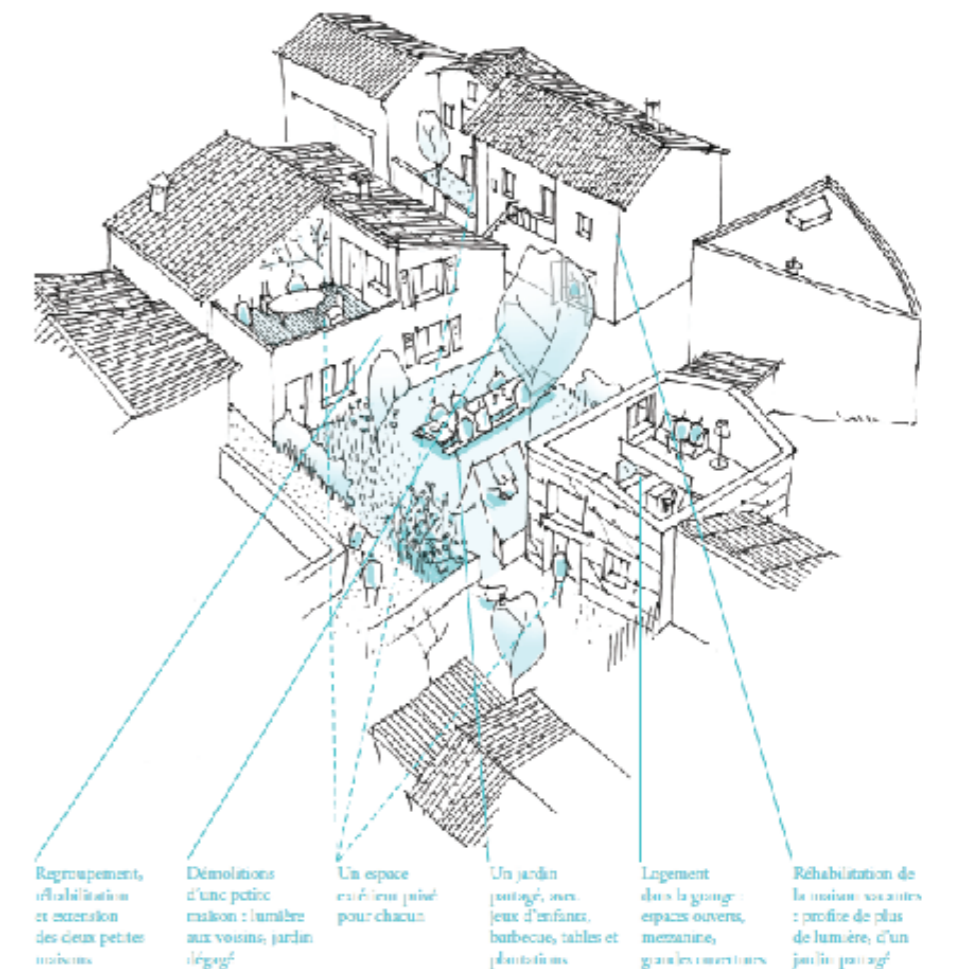 Regroupement,
réhabilitation
et extension
des deux petites
maisons
Démolitions
d'une petite
maison : lumière
aux voisins, jardin
dégagé
Un espace
extérieur privé
pour chacun
Un jardin
partagé, avec
jeux d'enfants,
barbecue, tables et
plantations
Logement
dans la grange :
espaces ouverts,
mezzanine,
grandes ouvertures
Réhabilitation de
la maison vacantes
: profite de plus
de lumière, d'un
jardin partagé